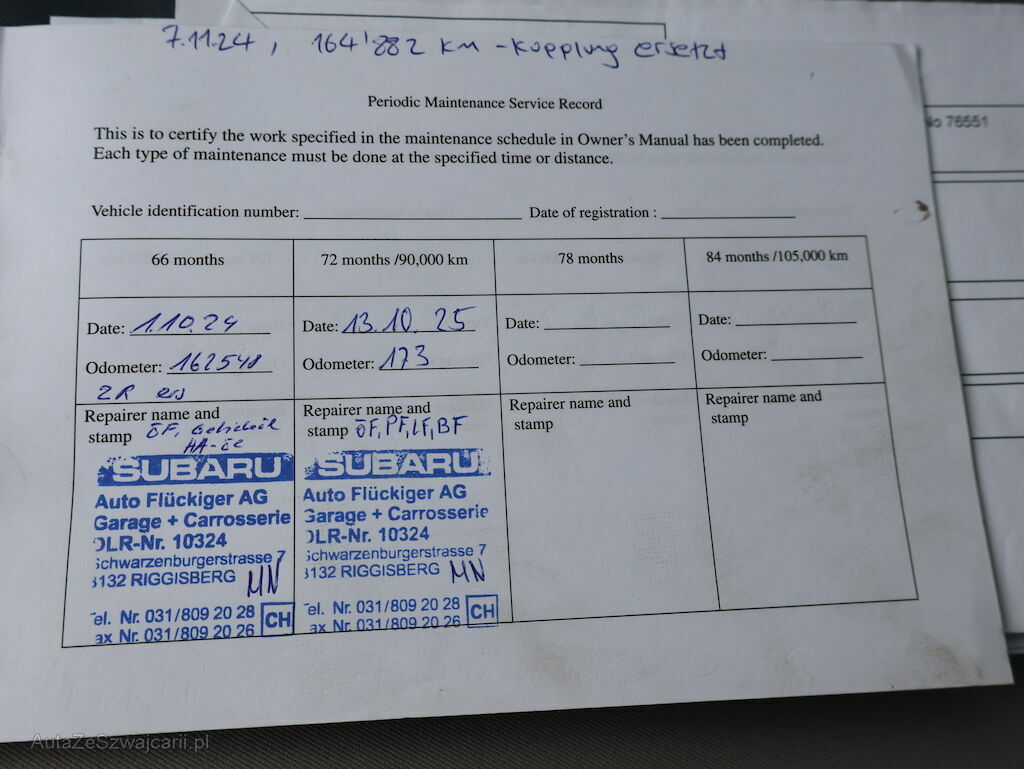 7.11.24, 164'882 km - Kupplung ersetzt
Periodic Maintenance Service Record
This is to certify the work specified in the maintenance schedule in Owner's Manual has been completed.
Each type of maintenance must be done at the specified time or distance.
No 76551
Vehicle identification number:
Date of registration :
66 months
72 months /90,000 km
78 months
84 months /105,000 km
Date: 1.10.24
Date: 13.10.25
Date:
Date:
Odometer: 162548
Odometer: 173
Odometer:
Odometer:
ZR ers
Repairer name and
stamp ÖF,
HA-öl
SUBARU
Auto Flückiger AG
Garage + Carrosserie
OLR-Nr. 10324
Schwarzenburgerstrasse 7
3132 RIGGISBERG MN
Tel. Nr. 031/809 20 28
ax Nr. 031/809 20 26 CH
Repairer name and
stamp ÖF, PF, LF, BF
SUBARU
Auto Flückiger AG
Garage + Carrosserie
OLR-Nr. 10324
Schwarzenburgerstrasse 7
3132 RIGGISBERG MN
Tel. Nr. 031/809 20 28
ax Nr. 031/809 20 26 CH
Repairer name and
stamp
Repairer name and
stamp
AutaZeSzwajcarii.pl